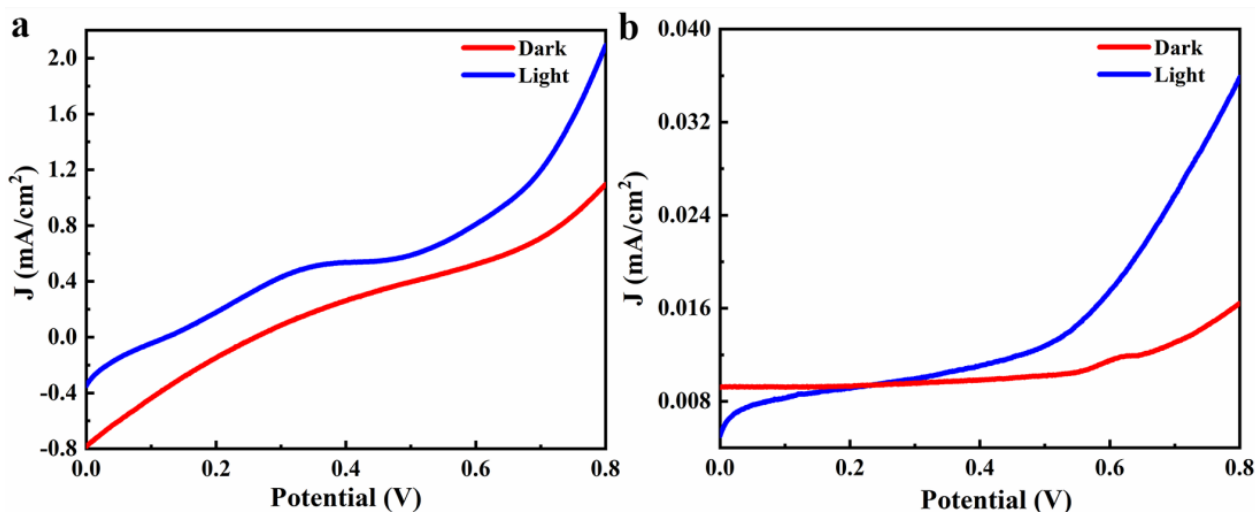 a
Dark
Light
2.0
1.6
1.2
0.8
0.4
0.0
-0.4
-0.8
J (mA/cm²)
0.0 0.2 0.4 0.6 0.8
Potential (V)
b
Dark
Light
0.040
0.032
0.024
0.016
0.008
J (mA/cm²)
0.0 0.2 0.4 0.6 0.8
Potential (V)